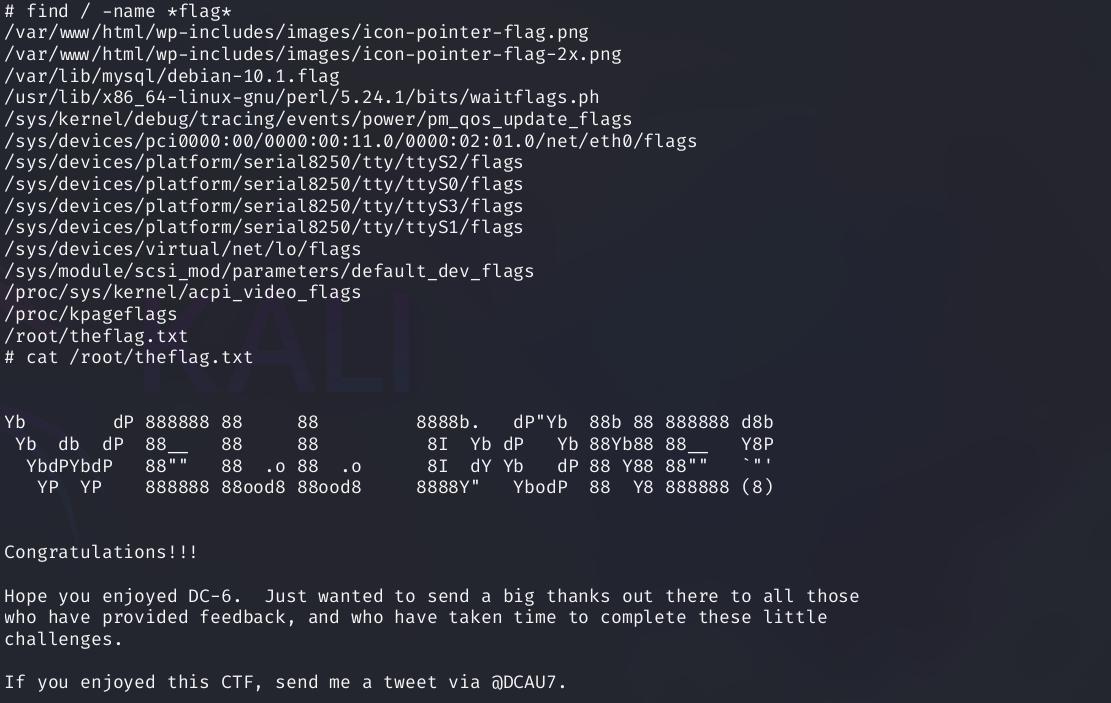 # find / -name *flag*
/var/www/html/wp-includes/images/icon-pointer-flag.png
/var/www/html/wp-includes/images/icon-pointer-flag-2x.png
/var/lib/mysql/debian-10.1.flag
/usr/lib/x86_64-linux-gnu/perl/5.24.1/bits/waitflags.ph
/sys/kernel/debug/tracing/events/power/pm_qos_update_flags
/sys/devices/pci0000:00/0000:00:11.0/0000:02:01.0/net/eth0/flags
/sys/devices/platform/serial8250/tty/ttyS2/flags
/sys/devices/platform/serial8250/tty/ttyS0/flags
/sys/devices/platform/serial8250/tty/ttyS3/flags
/sys/devices/platform/serial8250/tty/ttyS1/flags
/sys/devices/virtual/net/lo/flags
/sys/module/scsi_mod/parameters/default_dev_flags
/proc/sys/kernel/acpi_video_flags
/proc/kpageflags
/root/theflag.txt
# cat /root/theflag.txt
KALI
Yb        dP 888888 88     88         8888b.   dP"Yb  88b 88 888888 d8b
 Yb  db  dP  88__   88     88          8I  Yb dP   Yb 88Yb88 88__   Y8P
  YbdPYbdP   88""   88  .o 88  .o      8I  dY Yb   dP 88 Y88 88""   `"'
   YP  YP    888888 88ood8 88ood8     8888Y"   YbodP  88  Y8 888888 (8)
Congratulations!!!
Hope you enjoyed DC-6.  Just wanted to send a big thanks out there to all those
who have provided feedback, and who have taken time to complete these little
challenges.
If you enjoyed this CTF, send me a tweet via @DCAU7.